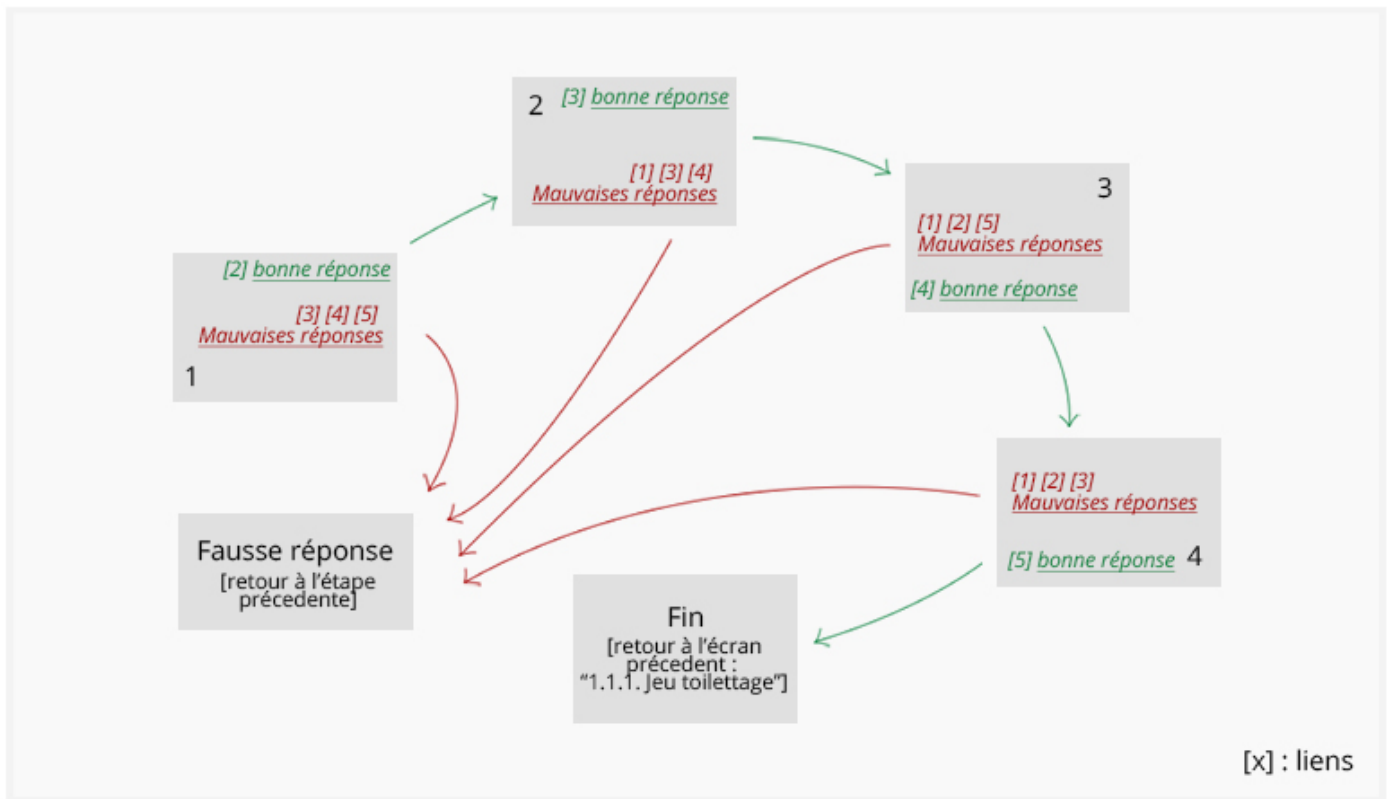 2
[3] bonne réponse
[1] [3] [4]
Mauvaises réponses
3
[1] [2] [5]
Mauvaises réponses
[4] bonne réponse
[2] bonne réponse
[3] [4] [5]
Mauvaises réponses
1
[1] [2] [3]
Mauvaises réponses
[5] bonne réponse
4
Fausse réponse
[retour à l'étape
précedente]
Fin
[retour à l'écran
précedent :
“1.1.1. Jeu toilettage”]
[x] : liens